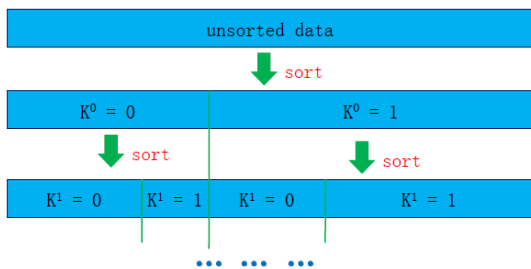 unsorted data
sort
K⁰ = 0 K⁰ = 1
sort sort
K¹ = 0 K¹ = 1 K¹ = 0 K¹ = 1
... ... ...